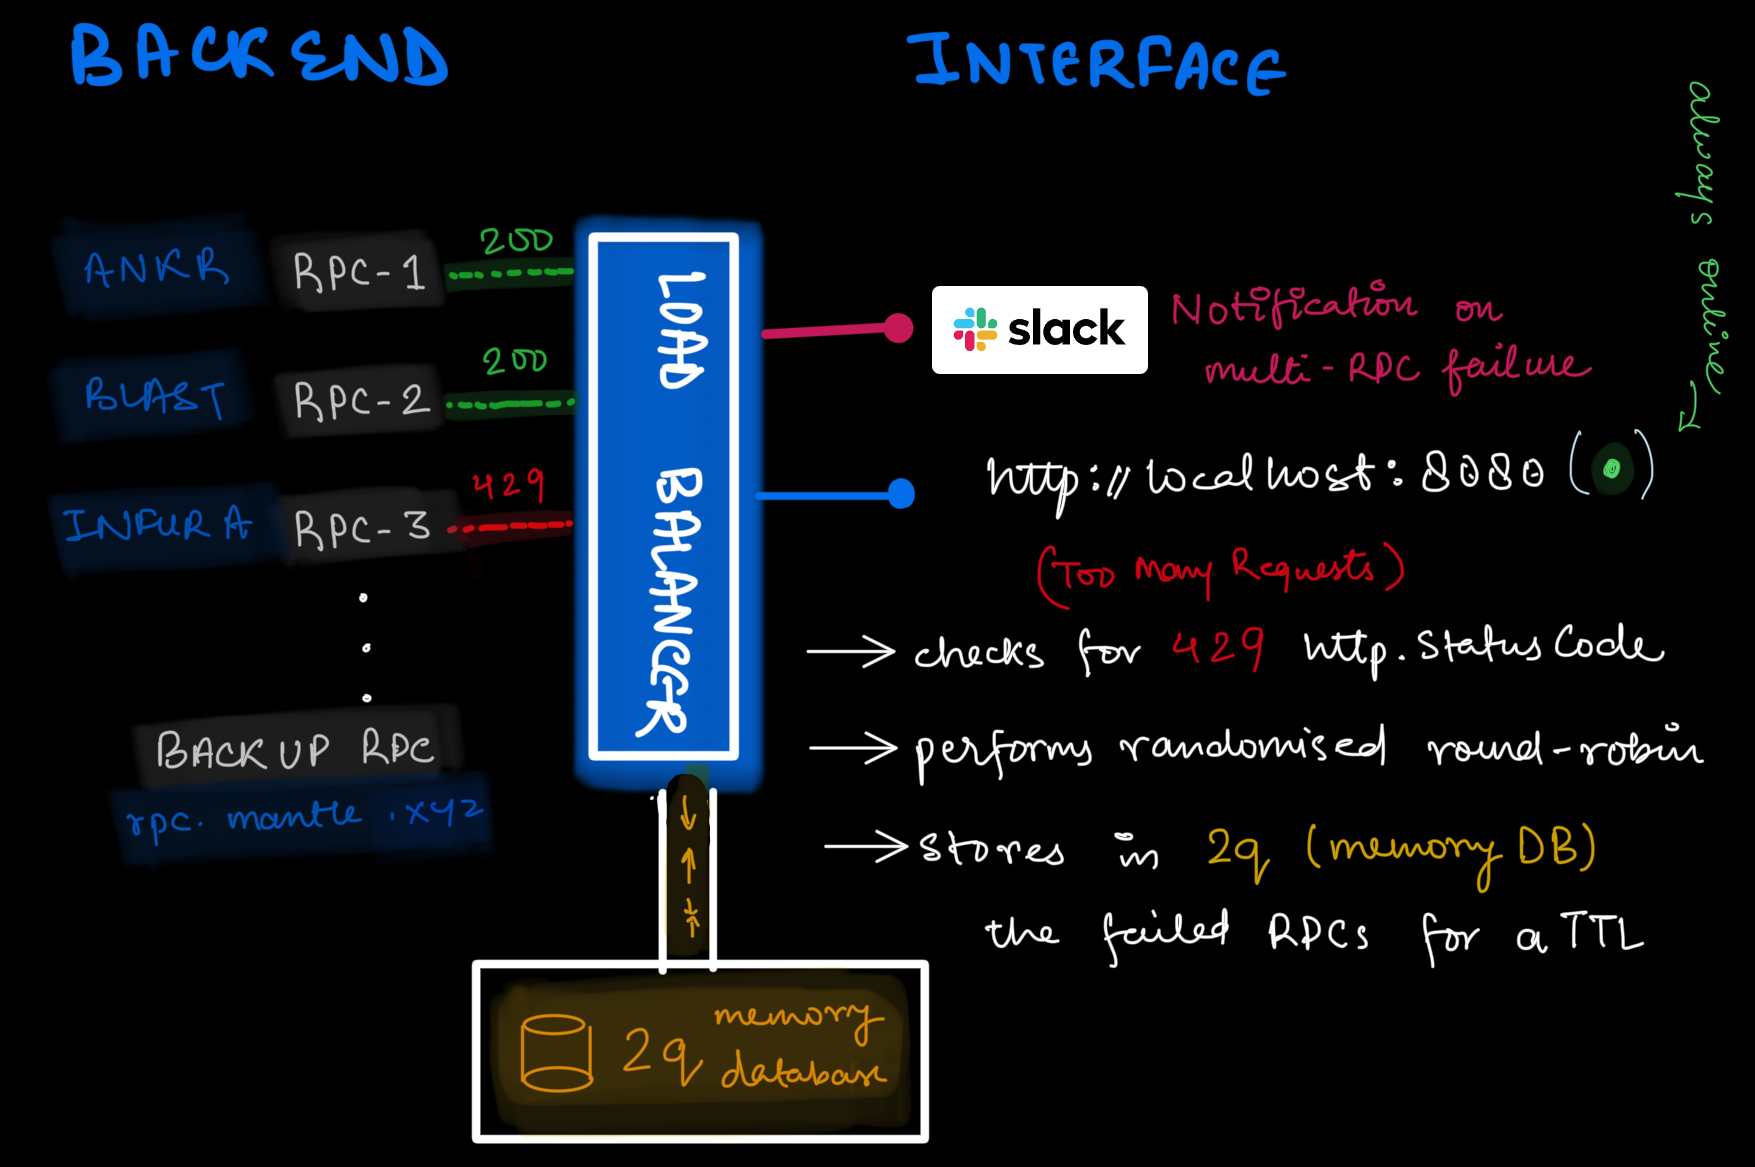 BACKEND
INTERFACE
always online
ANKR
RPC-1
200
BLAST
RPC-2
200
INFURA
RPC-3
429
BACKUP RPC
rpc.mantle.xyz
LOAD BALANCER
slack
Notification on
multi-RPC failure
http://localhost:8080 ( )
(Too Many Requests)
→ checks for 429 http.StatusCode
→ performs randomised round-robin
→ stores in 2q (memory DB)
the failed RPCs for a TTL
2q
memory
database